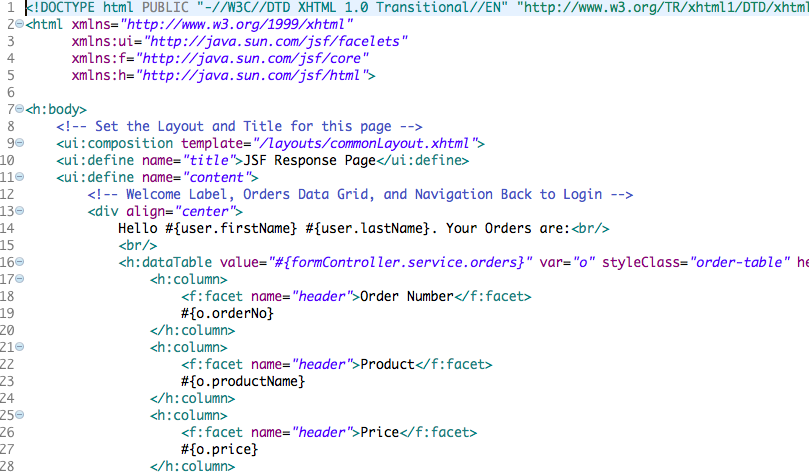 1 <!DOCTYPE html PUBLIC "-//W3C//DTD XHTML 1.0 Transitional//EN" "http://www.w3.org/TR/xhtml1/DTD/xhtml
2 <html xmlns="http://www.w3.org/1999/xhtml"
3 xmlns:ui="http://java.sun.com/jsf/facelets"
4 xmlns:f="http://java.sun.com/jsf/core"
5 xmlns:h="http://java.sun.com/jsf/html">
6
7 <h:body>
8 <!-- Set the Layout and Title for this page -->
9 <ui:composition template="/layouts/commonLayout.xhtml">
10 <ui:define name="title">JSF Response Page</ui:define>
11 <ui:define name="content">
12 <!-- Welcome Label, Orders Data Grid, and Navigation Back to Login -->
13 <div align="center">
14 Hello #{user.firstName} #{user.lastName}. Your Orders are:<br/>
15 <br/>
16 <h:dataTable value="#{formController.service.orders}" var="o" styleClass="order-table" he
17 <h:column>
18 <f:facet name="header">Order Number</f:facet>
19 #{o.orderNo}
20 </h:column>
21 <h:column>
22 <f:facet name="header">Product</f:facet>
23 #{o.productName}
24 </h:column>
25 <h:column>
26 <f:facet name="header">Price</f:facet>
27 #{o.price}
28 </h:column>